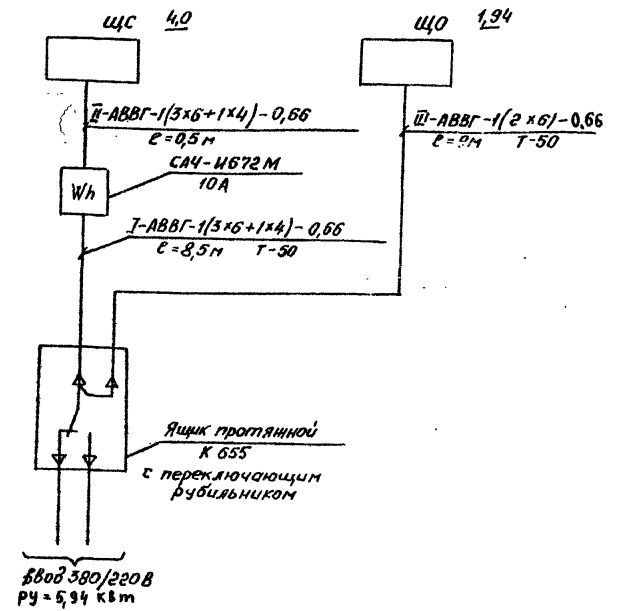 ЩС 4,0
ЩО 1,94
II-АВВГ-1(3×6+1×4)-0,66
ℓ=0,5м
III-АВВГ-1(2×6)-0,66
ℓ=9м Т-50
Wh
СА4-И672М
10А
I-АВВГ-1(3×6+1×4)-0,66
ℓ=8,5м Т-50
Ящик протяжной
К 655
с переключающим
рубильником
Ввод 380/220В
Ру=5,94 квт